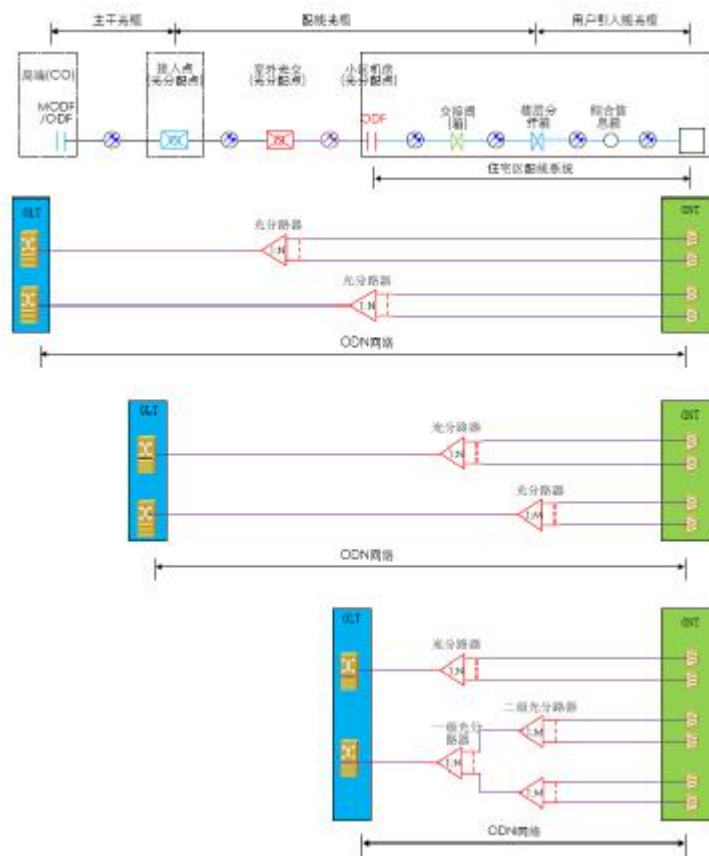 主干光缆
配线光缆
用户引入线光缆
局端(CO)
MODF
/ODF
接入点
(光分配点)
室外光交
(光分配点)
小区机房
(光分配点)
ODF
交接间
(箱)
楼层分
纤箱
综合信
息箱
住宅区配线系统
OLT
ONT
光分路器
1:N
光分路器
1:N
ODN网络
OLT
ONT
光分路器
1:N
光分路器
1:M
ODN网络
OLT
ONT
光分路器
1:N
二级光分路器
一级光分
路器
1:M
1:N
1:M
ODN网络